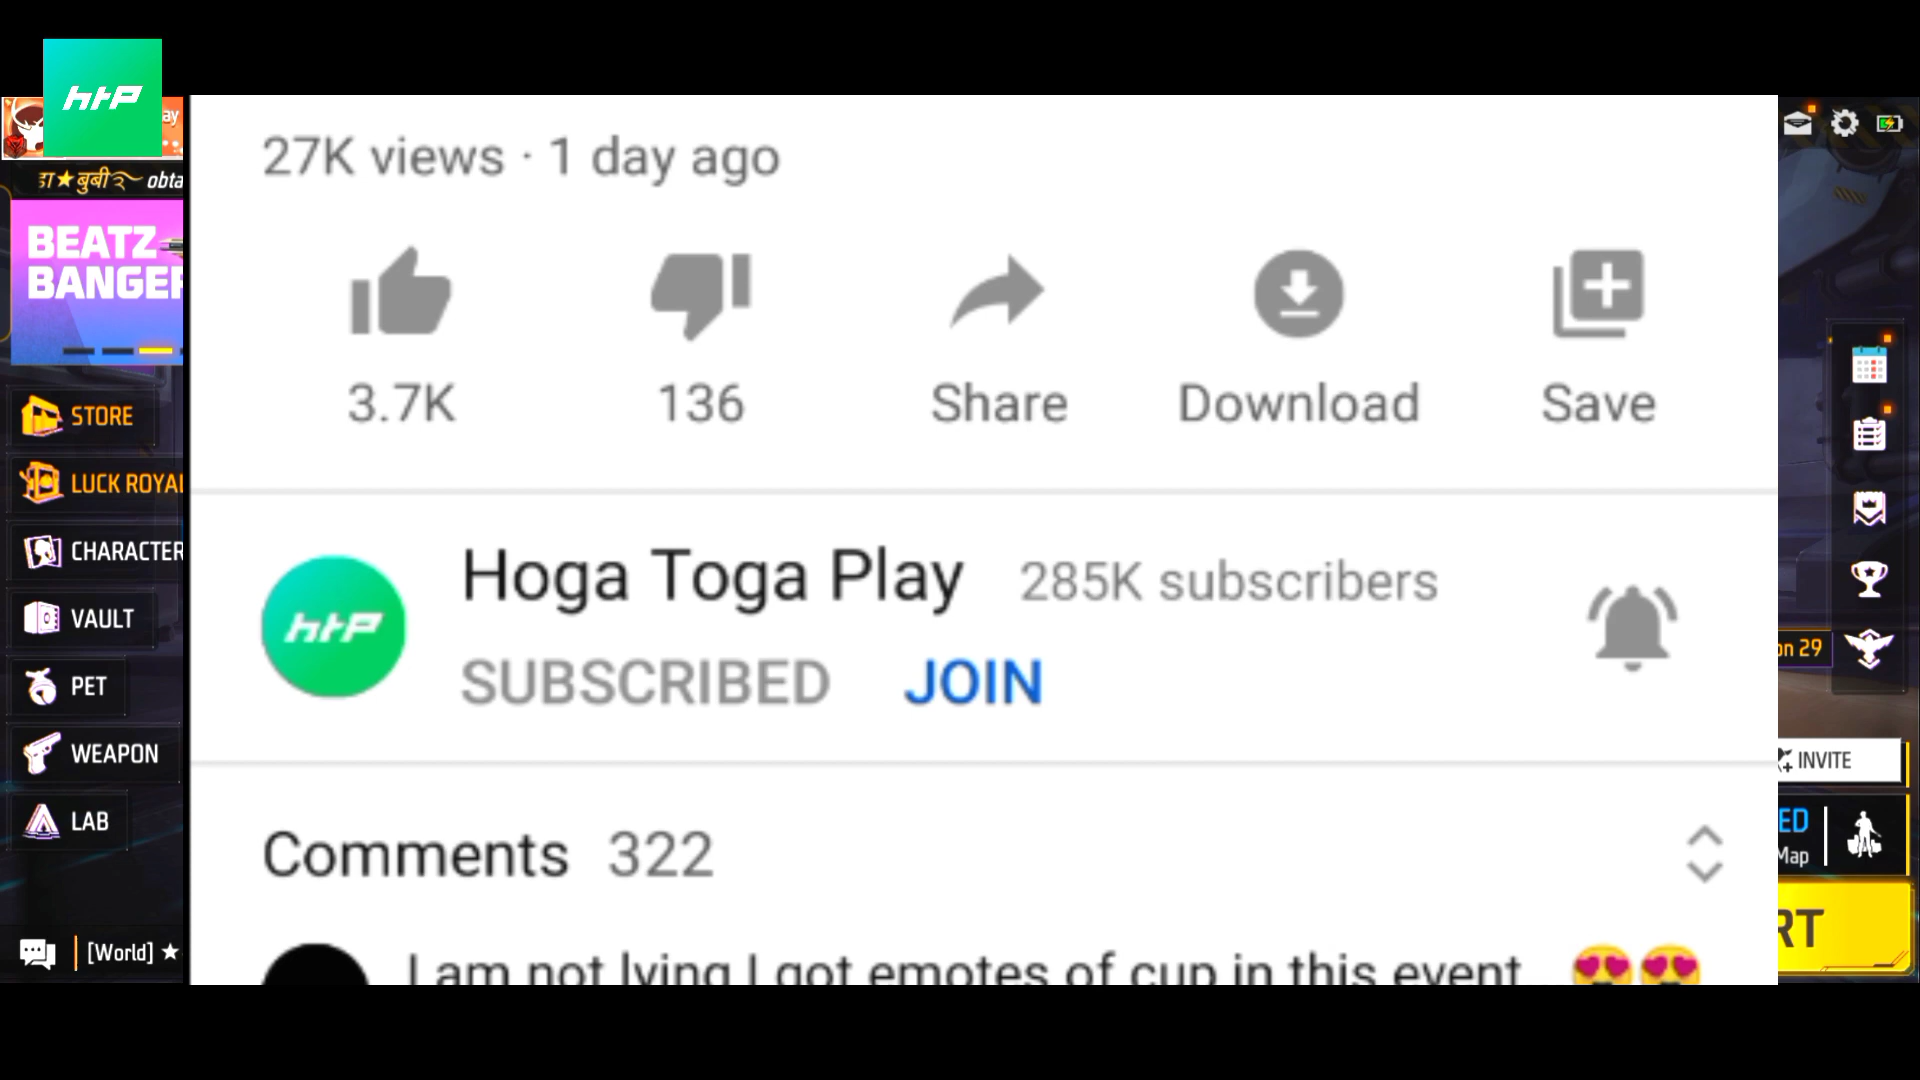 htP
ay
डा★बुबी२ obta
BEATZ
BANGER
STORE
LUCK ROYAL
CHARACTER
VAULT
PET
WEAPON
LAB
[World] ★
27K views · 1 day ago
3.7K 136 Share Download Save
Hoga Toga Play 285K subscribers
htP
SUBSCRIBED JOIN
Comments 322
I am not lying I got emotes of cup in this event 😍😍
on 29
INVITE
ED
Map
RT